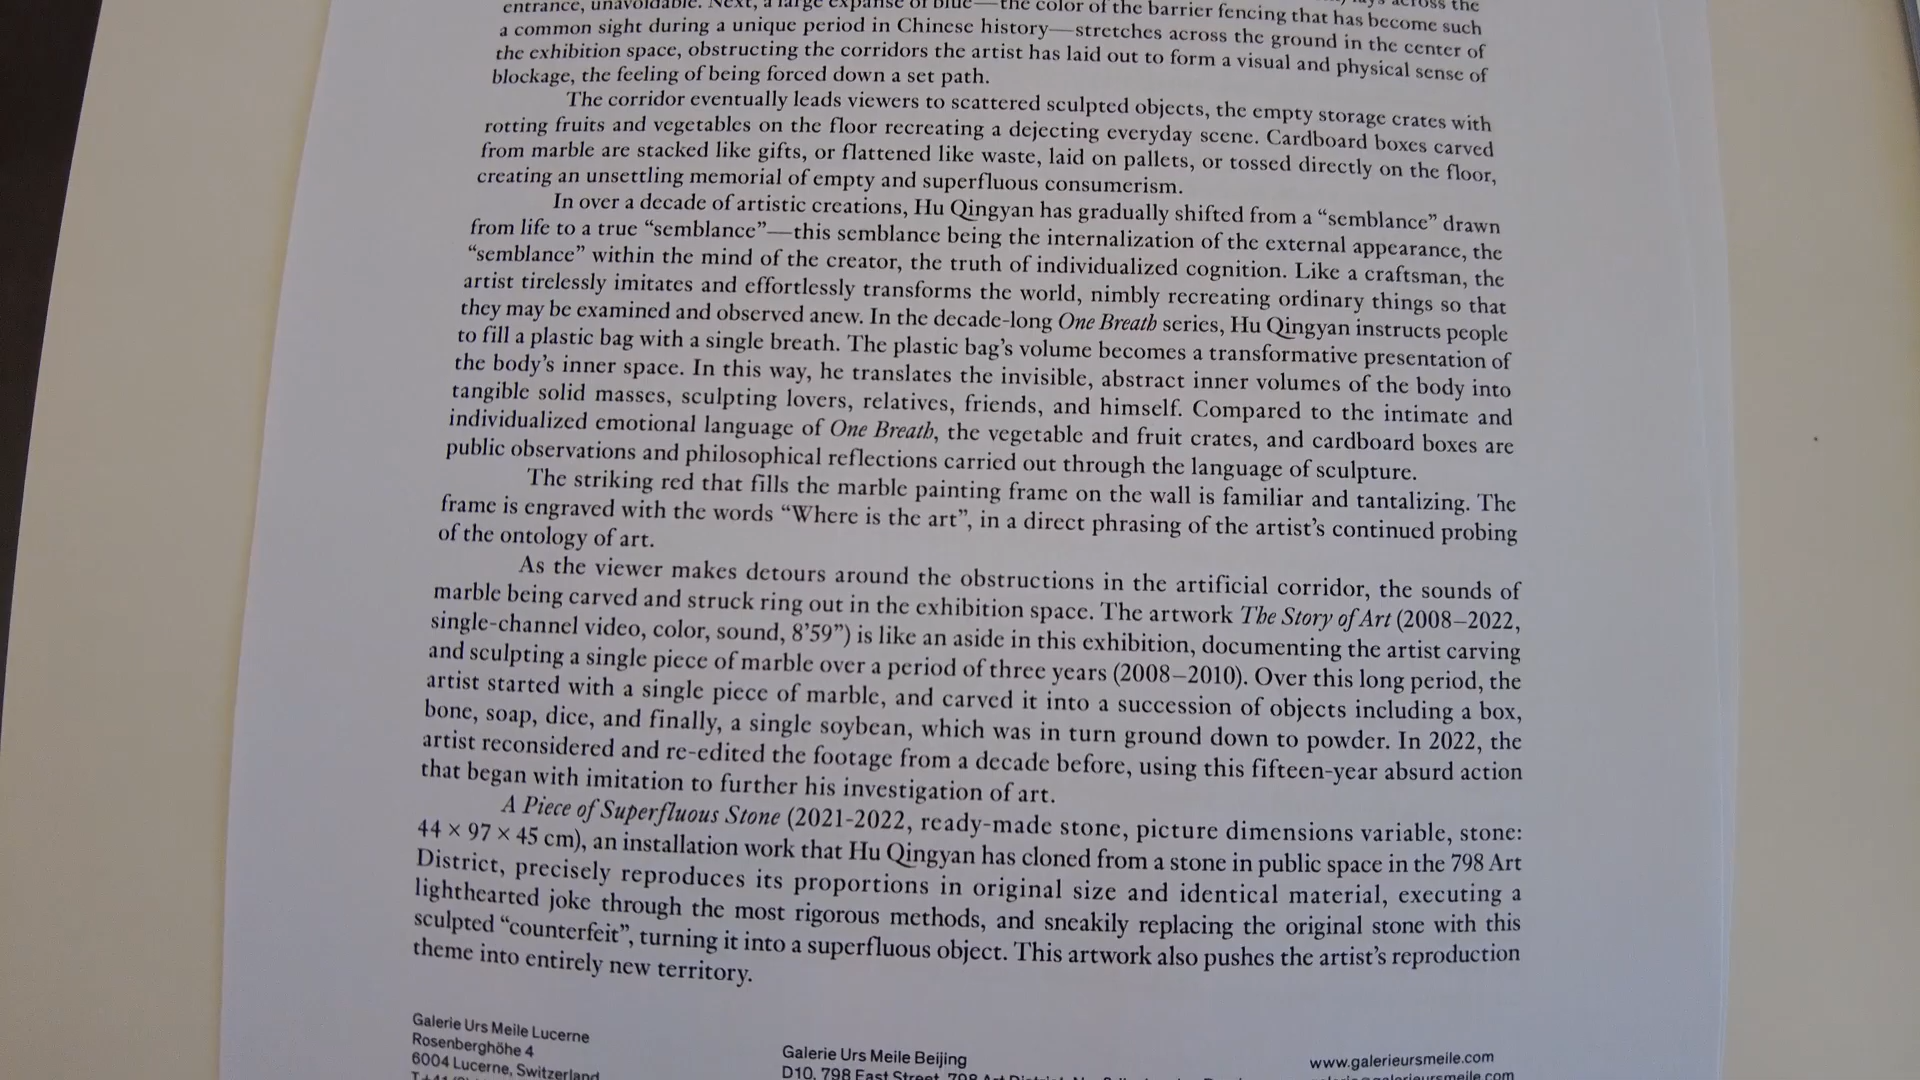 entrance, unavoidable. Next, a large expanse of blue—the color of the barrier fencing that has become such
a common sight during a unique period in Chinese history—stretches across the ground in the center of
the exhibition space, obstructing the corridors the artist has laid out to form a visual and physical sense of
blockage, the feeling of being forced down a set path.
The corridor eventually leads viewers to scattered sculpted objects, the empty storage crates with
rotting fruits and vegetables on the floor recreating a dejecting everyday scene. Cardboard boxes carved
from marble are stacked like gifts, or flattened like waste, laid on pallets, or tossed directly on the floor,
creating an unsettling memorial of empty and superfluous consumerism.
In over a decade of artistic creations, Hu Qingyan has gradually shifted from a “semblance” drawn
from life to a true “semblance”—this semblance being the internalization of the external appearance, the
“semblance” within the mind of the creator, the truth of individualized cognition. Like a craftsman, the
artist tirelessly imitates and effortlessly transforms the world, nimbly recreating ordinary things so that
they may be examined and observed anew. In the decade-long One Breath series, Hu Qingyan instructs people
to fill a plastic bag with a single breath. The plastic bag’s volume becomes a transformative presentation of
the body’s inner space. In this way, he translates the invisible, abstract inner volumes of the body into
tangible solid masses, sculpting lovers, relatives, friends, and himself. Compared to the intimate and
individualized emotional language of One Breath, the vegetable and fruit crates, and cardboard boxes are
public observations and philosophical reflections carried out through the language of sculpture.
The striking red that fills the marble painting frame on the wall is familiar and tantalizing. The
frame is engraved with the words “Where is the art”, in a direct phrasing of the artist’s continued probing
of the ontology of art.
As the viewer makes detours around the obstructions in the artificial corridor, the sounds of
marble being carved and struck ring out in the exhibition space. The artwork The Story of Art (2008–2022,
single-channel video, color, sound, 8’59”) is like an aside in this exhibition, documenting the artist carving
and sculpting a single piece of marble over a period of three years (2008–2010). Over this long period, the
artist started with a single piece of marble, and carved it into a succession of objects including a box,
bone, soap, dice, and finally, a single soybean, which was in turn ground down to powder. In 2022, the
artist reconsidered and re-edited the footage from a decade before, using this fifteen-year absurd action
that began with imitation to further his investigation of art.
A Piece of Superfluous Stone (2021-2022, ready-made stone, picture dimensions variable, stone:
44 × 97 × 45 cm), an installation work that Hu Qingyan has cloned from a stone in public space in the 798 Art
District, precisely reproduces its proportions in original size and identical material, executing a
lighthearted joke through the most rigorous methods, and sneakily replacing the original stone with this
sculpted “counterfeit”, turning it into a superfluous object. This artwork also pushes the artist’s reproduction
theme into entirely new territory.
Galerie Urs Meile Lucerne
Rosenberghöhe 4
6004 Lucerne, Switzerland
Galerie Urs Meile Beijing
D10, 798 East Street, 798 Art
www.galerieursmeile.com